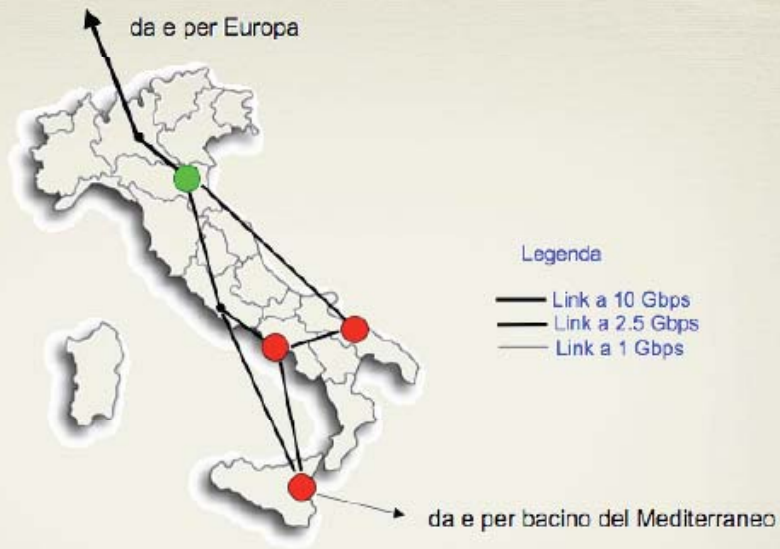 da e per Europa
Legenda
Link a 10 Gbps
Link a 2.5 Gbps
Link a 1 Gbps
da e per bacino del Mediterraneo